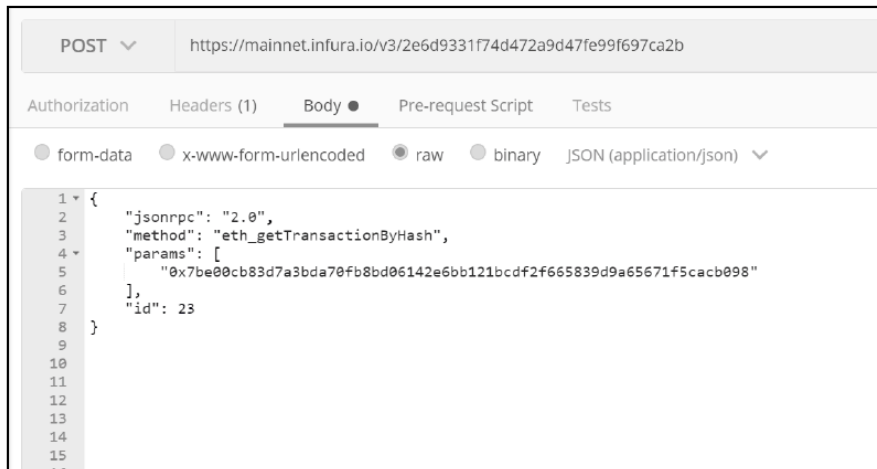 POST https://mainnet.infura.io/v3/2e6d9331f74d472a9d47fe99f697ca2b
Authorization Headers (1) Body Pre-request Script Tests
form-data x-www-form-urlencoded raw binary JSON (application/json)
1 {
2 "jsonrpc": "2.0",
3 "method": "eth_getTransactionByHash",
4 "params": [
5 "0x7be00cb83d7a3bda70fb8bd06142e6bb121bcdf2f665839d9a65671f5cacb098"
6 ],
7 "id": 23
8 }
9
10
11
12
13
14
15